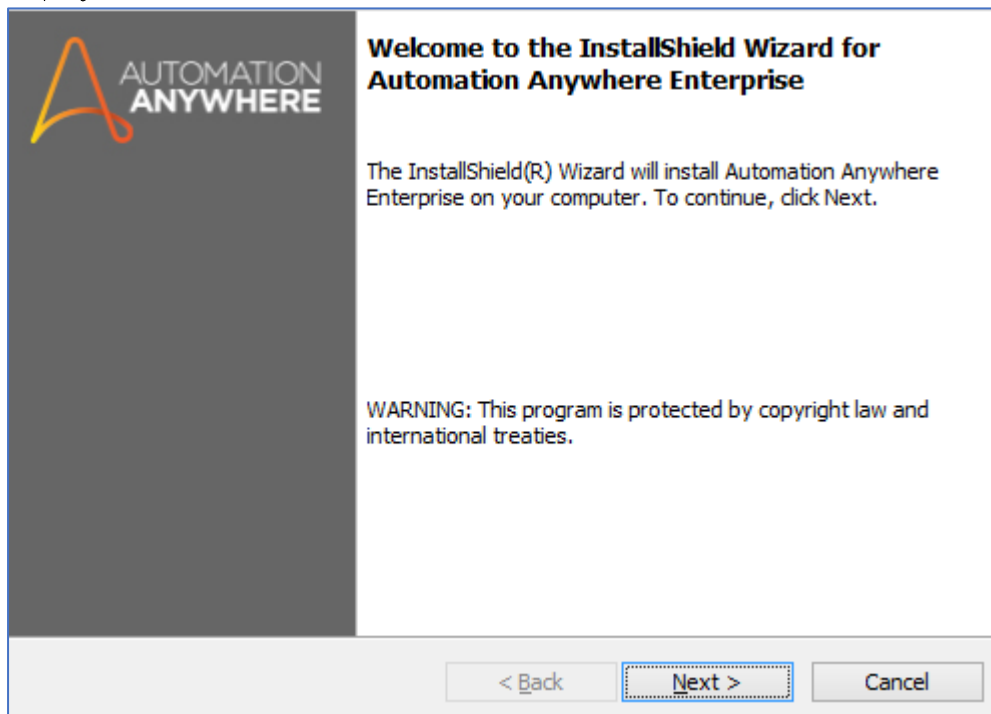 AUTOMATION
ANYWHERE
Welcome to the InstallShield Wizard for
Automation Anywhere Enterprise
The InstallShield(R) Wizard will install Automation Anywhere
Enterprise on your computer. To continue, click Next.
WARNING: This program is protected by copyright law and
international treaties.
< Back
Next >
Cancel